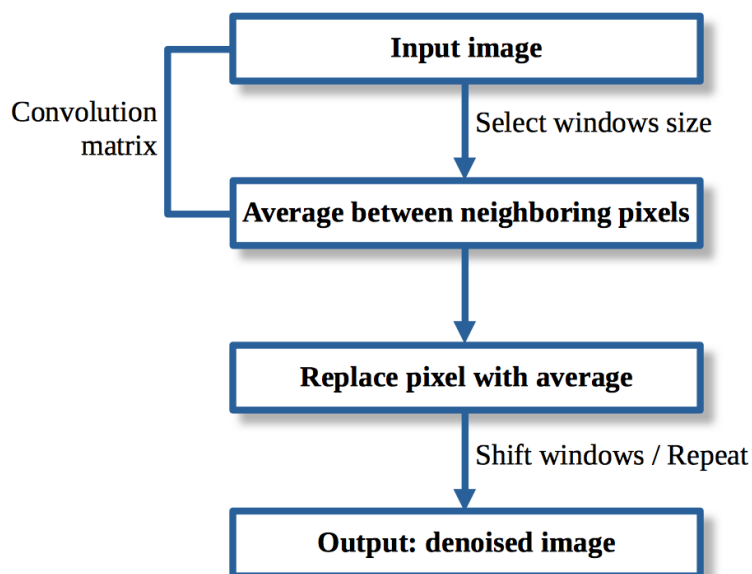 Input image
Convolution
matrix
Select windows size
Average between neighboring pixels
Replace pixel with average
Shift windows / Repeat
Output: denoised image